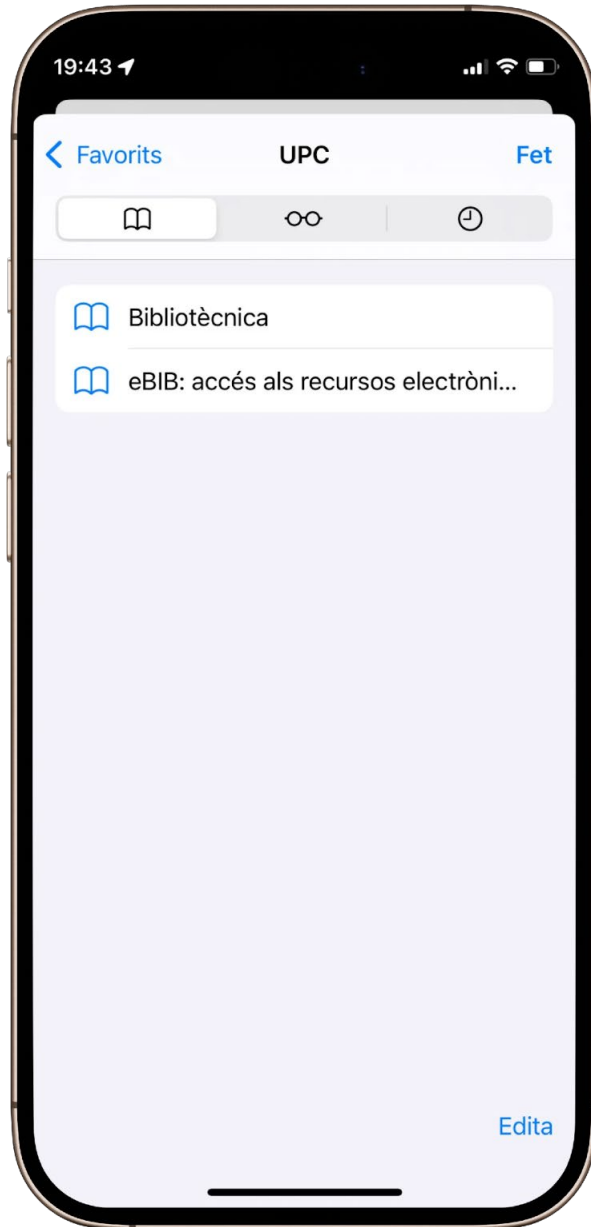 19:43
Favorits
UPC
Fet
Bibliotècnica
eBIB: accés als recursos electròni...
Edita